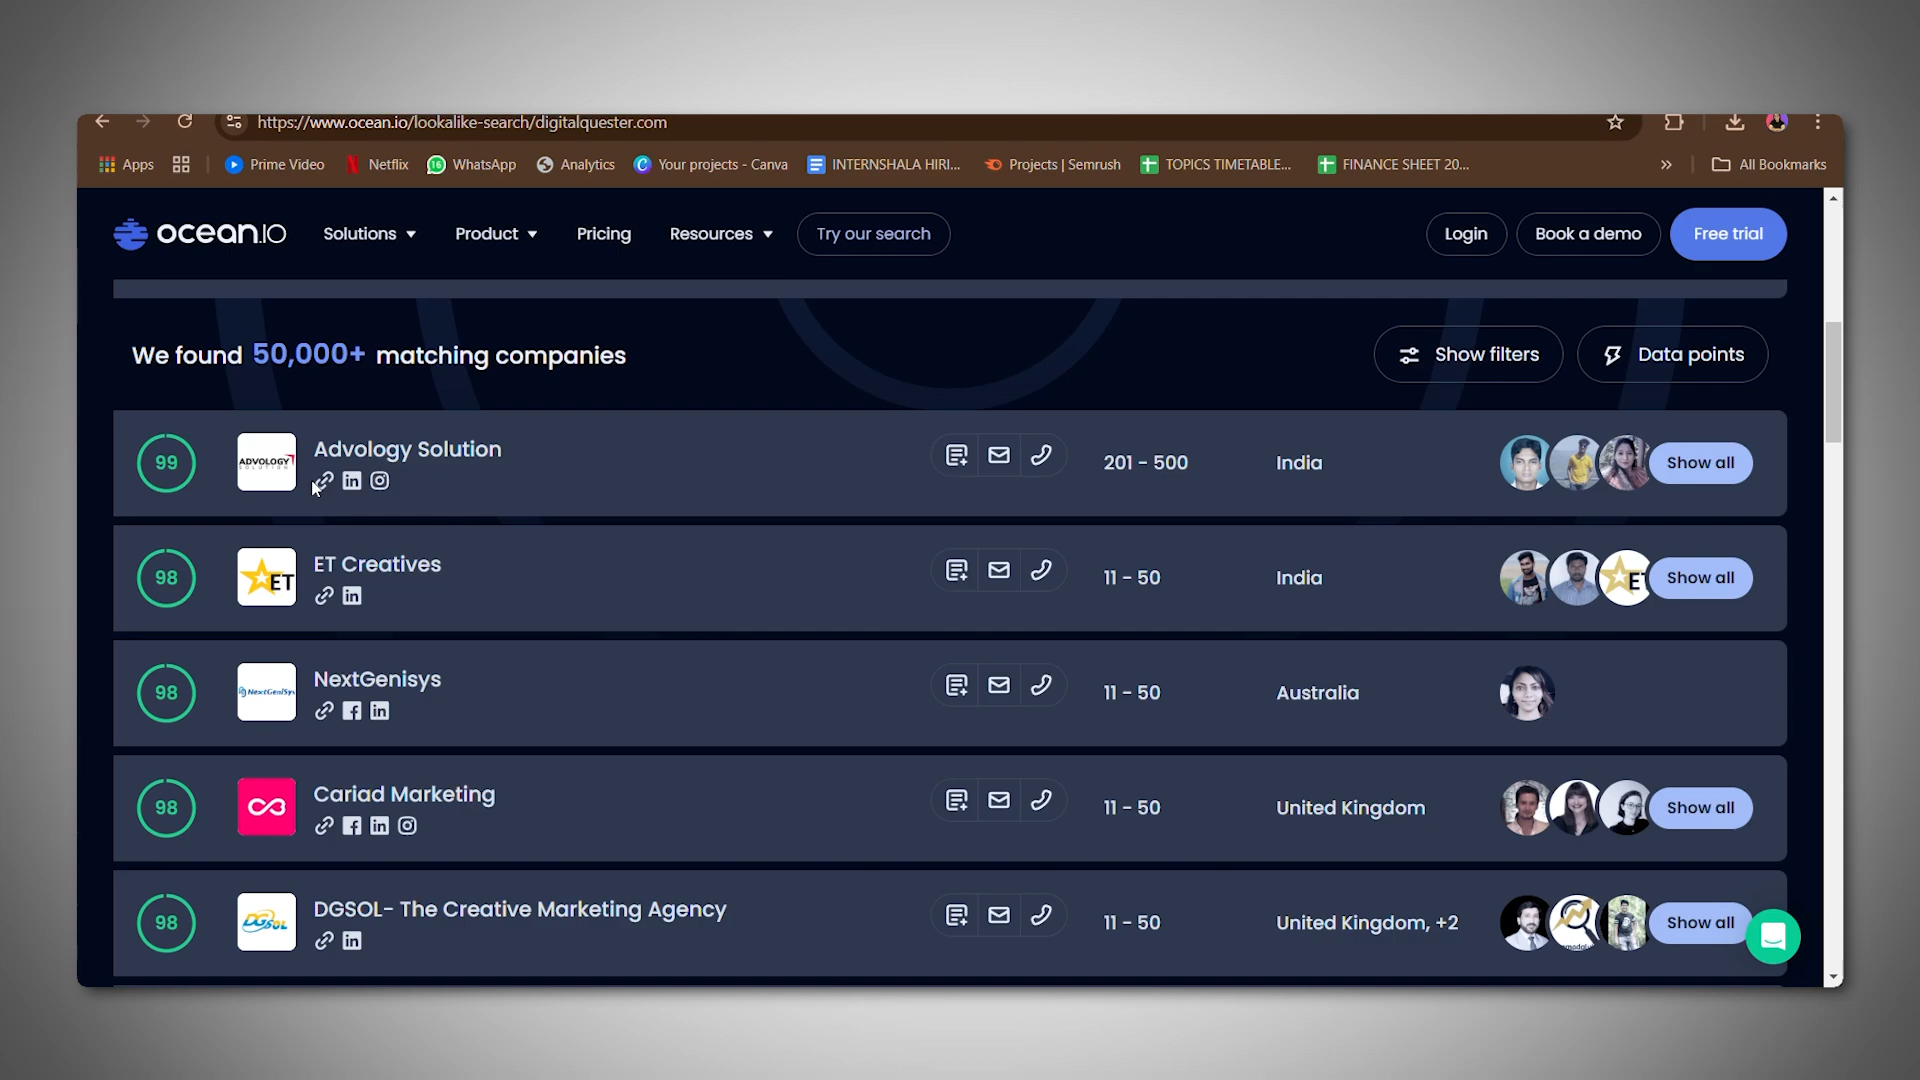 https://www.ocean.io/lookalike-search/digitalquester.com
Apps
Prime Video
Netflix
16
WhatsApp
Analytics
Your projects - Canva
INTERNSHALA HIRI...
Projects | Semrush
TOPICS TIMETABLE...
FINANCE SHEET 20...
»
All Bookmarks
ocean.io
Solutions
Product
Pricing
Resources
Try our search
Login
Book a demo
Free trial
We found 50,000+ matching companies
Show filters
Data points
99
ADVOLOGY
SOLUTION
Advology Solution
201 - 500
India
Show all
98
ET
ET Creatives
11 - 50
India
Show all
98
NextGenisys
NextGenisys
11 - 50
Australia
98
Cariad Marketing
11 - 50
United Kingdom
Show all
98
DGSOL
DGSOL- The Creative Marketing Agency
11 - 50
United Kingdom, +2
Show all